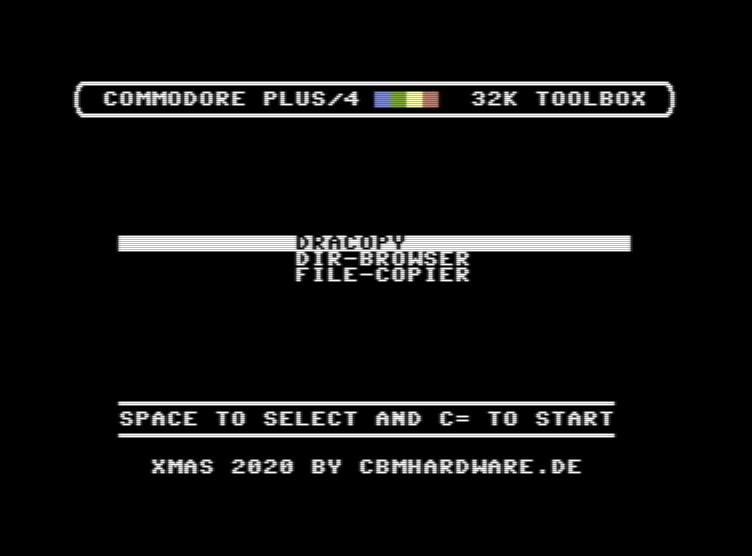 COMMODORE PLUS/4 32K TOOLBOX
DRACOPY
DIR-BROWSER
FILE-COPIER
SPACE TO SELECT AND C= TO START
XMAS 2020 BY CBMHARDWARE.DE